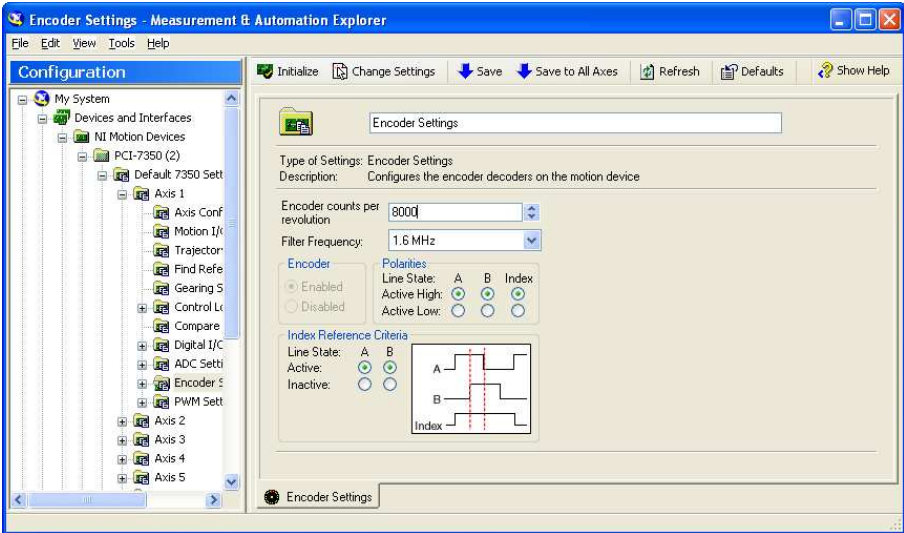 Encoder Settings - Measurement & Automation Explorer
File Edit View Tools Help
Configuration
Initialize Change Settings Save Save to All Axes Refresh Defaults Show Help
My System
Devices and Interfaces
NI Motion Devices
PCI-7350 (2)
Default 7350 Sett
Axis 1
Axis Conf
Motion I/
Trajector
Find Refe
Gearing S
Control L
Compare
Digital I/
ADC Setti
Encoder S
PWM Sett
Axis 2
Axis 3
Axis 4
Axis 5
Encoder Settings
Type of Settings: Encoder Settings
Description: Configures the encoder decoders on the motion device
Encoder counts per
revolution
8000
Filter Frequency: 1.6 MHz
Encoder
Enabled
Disabled
Polarities
Line State: A B Index
Active High:
Active Low:
Index Reference Criteria
Line State: A B
Active:
Inactive:
A
B
Index
Encoder Settings